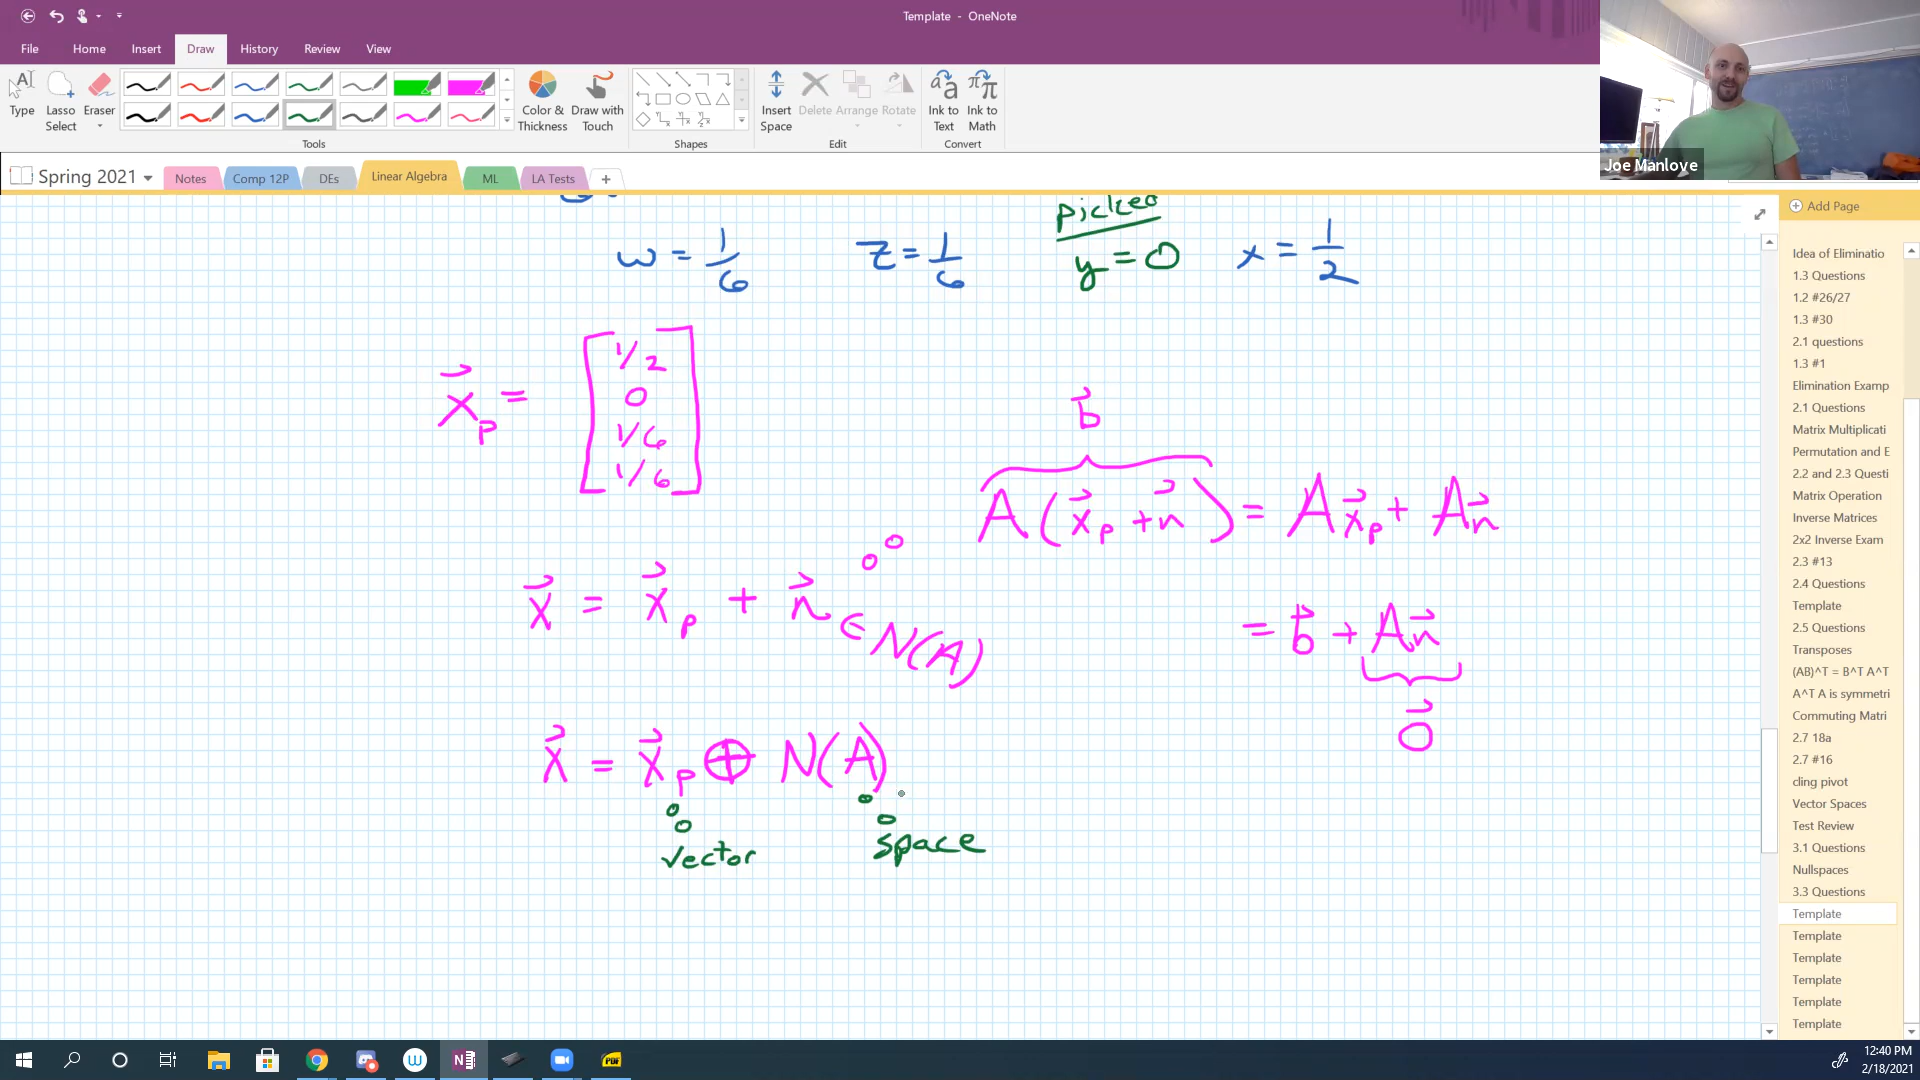 Template - OneNote
File Home Insert Draw History Review View
Type Lasso Select Eraser Color & Thickness Draw with Touch Insert Space Delete Arrange Rotate Ink to Text Ink to Math
Tools Shapes Edit Convert
Joe Manlove
Spring 2021 Notes Comp 12P DEs Linear Algebra ML LA Tests
picked
w = 1/6 z = 1/6 y = 0 x = 1/2
x⃗_p = [1/2 0 1/6 1/6]
b⃗
A(x⃗_p + n⃗) = Ax⃗_p + An⃗
x⃗ = x⃗_p + n⃗ ∈ N(A)
= b⃗ + An⃗
0⃗
x⃗ = x⃗_p ⊕ N(A)
vector space
Add Page
Idea of Eliminatio
1.3 Questions
1.2 #26/27
1.3 #30
2.1 questions
1.3 #1
Elimination Examp
2.1 Questions
Matrix Multiplicati
Permutation and E
2.2 and 2.3 Questi
Matrix Operation
Inverse Matrices
2x2 Inverse Exam
2.3 #13
2.4 Questions
Template
2.5 Questions
Transposes
(AB)^T = B^T A^T
A^T A is symmetri
Commuting Matri
2.7 18a
2.7 #16
cling pivot
Vector Spaces
Test Review
3.1 Questions
Nullspaces
3.3 Questions
Template
Template
Template
Template
Template
Template
12:40 PM
2/18/2021